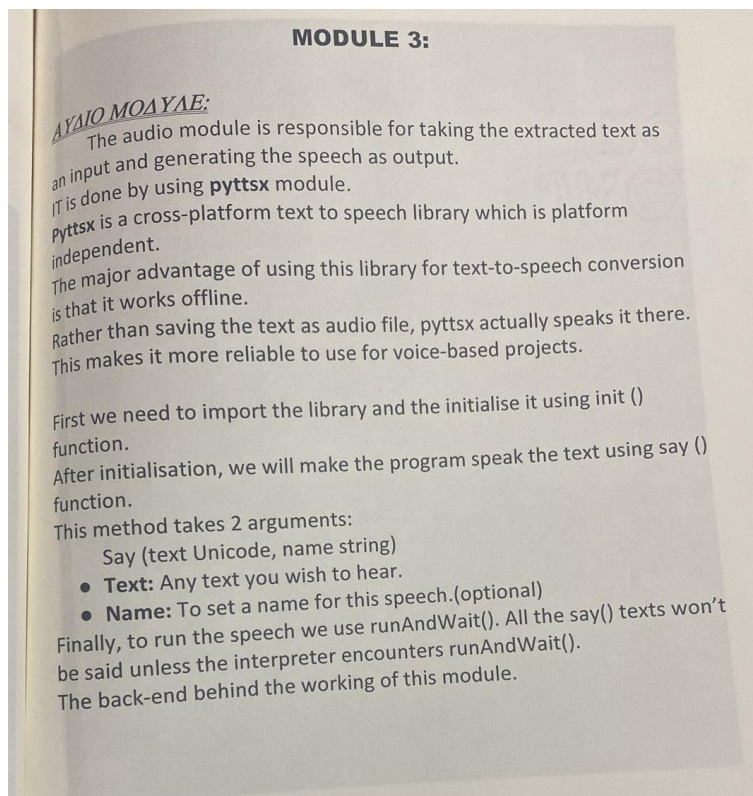 MODULE 3:
ΑΥΔΙΟ ΜΟΔΥΛΕ:
The audio module is responsible for taking the extracted text as
an input and generating the speech as output.
IT is done by using pyttsx module.
Pyttsx is a cross-platform text to speech library which is platform
independent.
The major advantage of using this library for text-to-speech conversion
is that it works offline.
Rather than saving the text as audio file, pyttsx actually speaks it there.
This makes it more reliable to use for voice-based projects.
First we need to import the library and the initialise it using init ()
function.
After initialisation, we will make the program speak the text using say ()
function.
This method takes 2 arguments:
Say (text Unicode, name string)
● Text: Any text you wish to hear.
● Name: To set a name for this speech.(optional)
Finally, to run the speech we use runAndWait(). All the say() texts won't
be said unless the interpreter encounters runAndWait().
The back-end behind the working of this module.